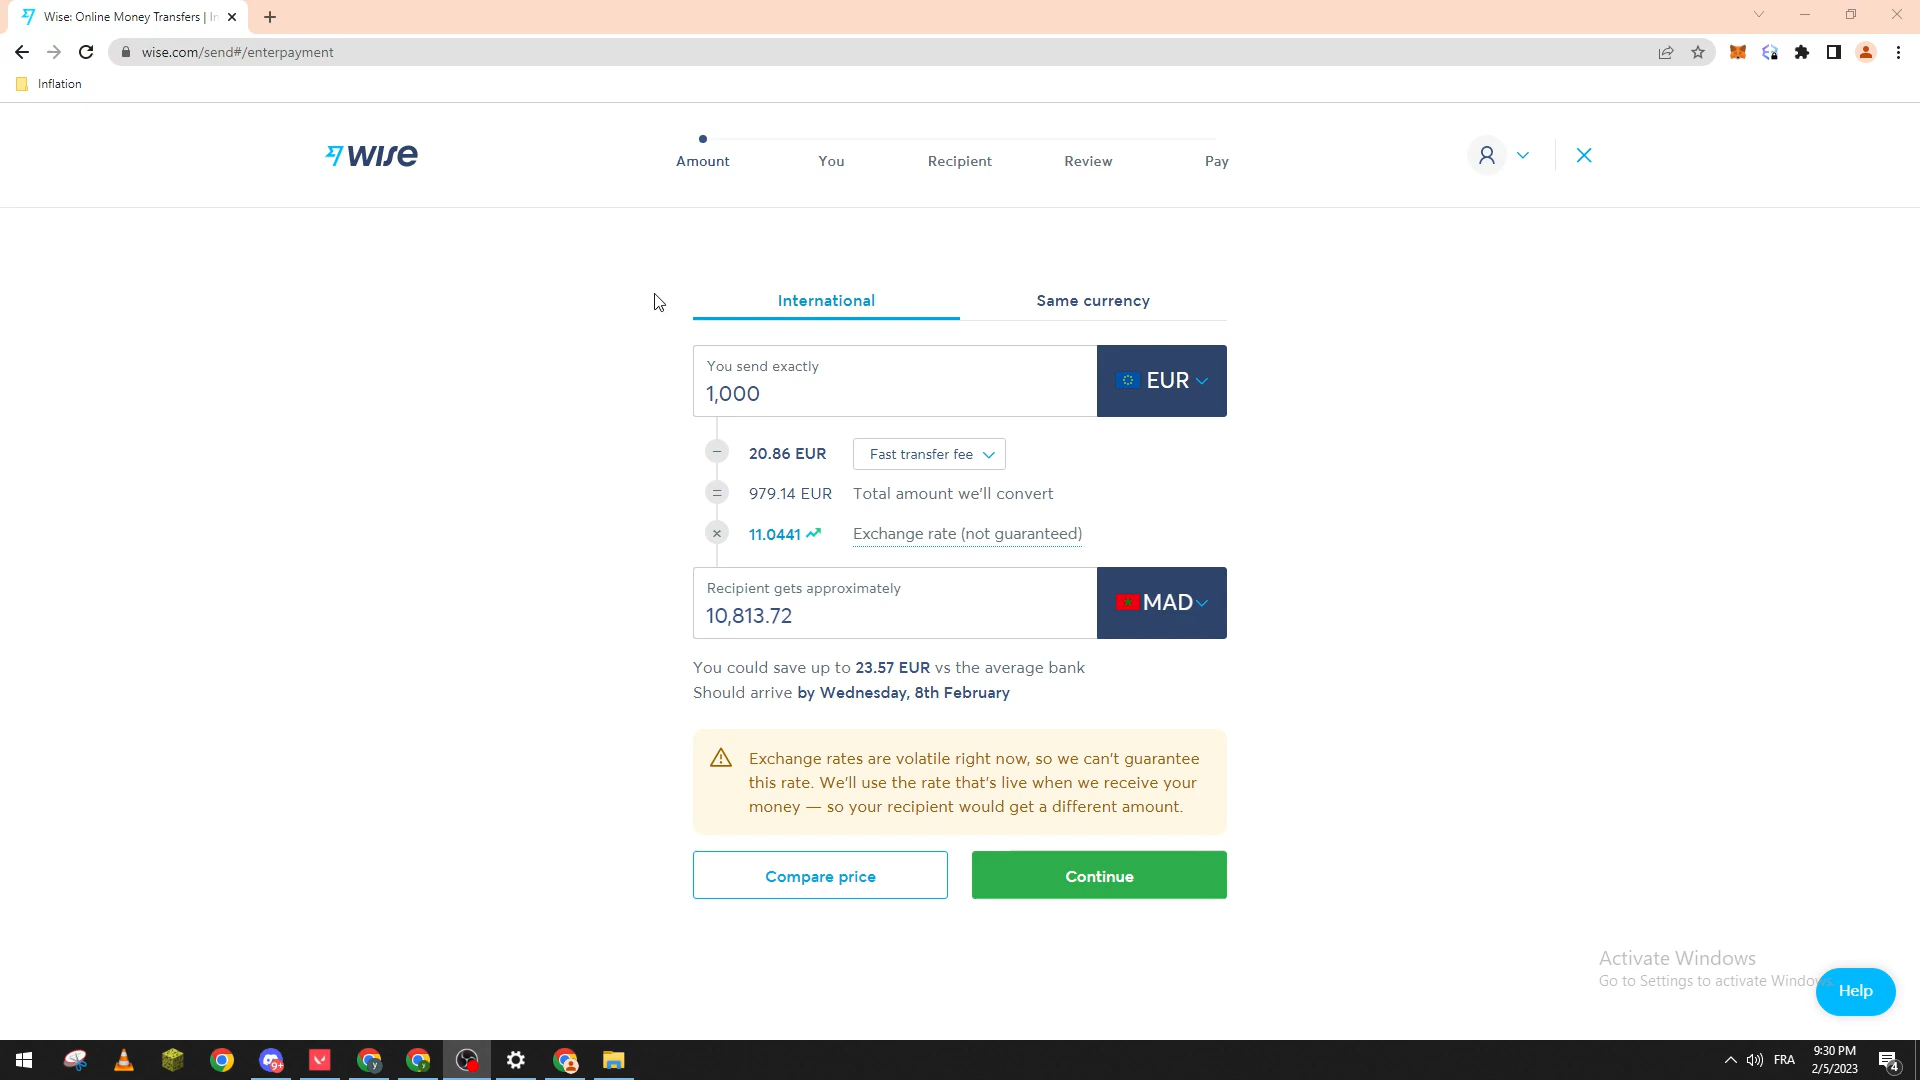 Wise: Online Money Transfers | In
wise.com/send#/enterpayment
Inflation
wise
Amount
You
Recipient
Review
Pay
International
Same currency
You send exactly
1,000
EUR
20.86 EUR
Fast transfer fee
979.14 EUR
Total amount we'll convert
11.0441
Exchange rate (not guaranteed)
Recipient gets approximately
10,813.72
MAD
You could save up to 23.57 EUR vs the average bank
Should arrive by Wednesday, 8th February
Exchange rates are volatile right now, so we can't guarantee
this rate. We'll use the rate that's live when we receive your
money — so your recipient would get a different amount.
Compare price
Continue
Activate Windows
Go to Settings to activate Windows.
Help
9+
y
y
FRA
9:30 PM
2/5/2023
4